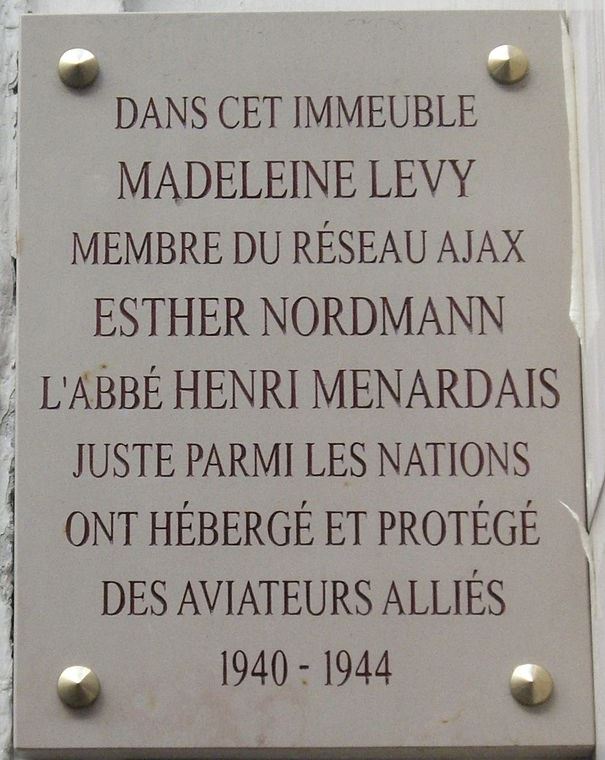 DANS CET IMMEUBLE
MADELEINE LEVY
MEMBRE DU RÉSEAU AJAX
ESTHER NORDMANN
L'ABBÉ HENRI MENARDAIS
JUSTE PARMI LES NATIONS
ONT HÉBERGÉ ET PROTÉGÉ
DES AVIATEURS ALLIÉS
1940 - 1944